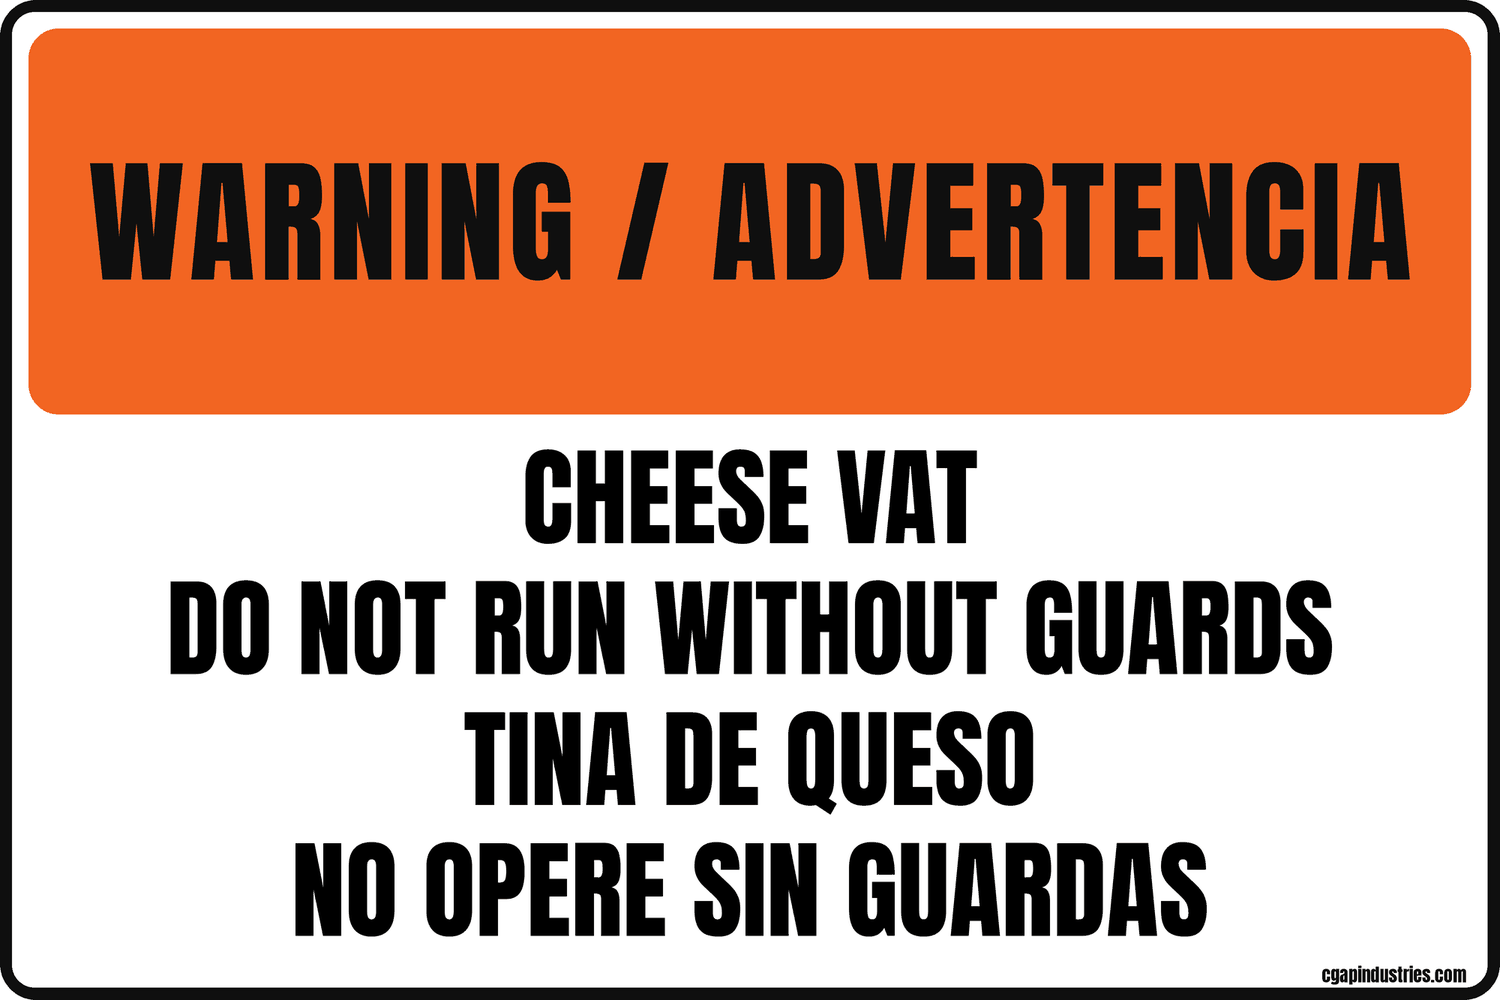 WARNING / ADVERTENCIA
CHEESE VAT
DO NOT RUN WITHOUT GUARDS
TINA DE QUESO
NO OPERE SIN GUARDAS
cgapindustries.com